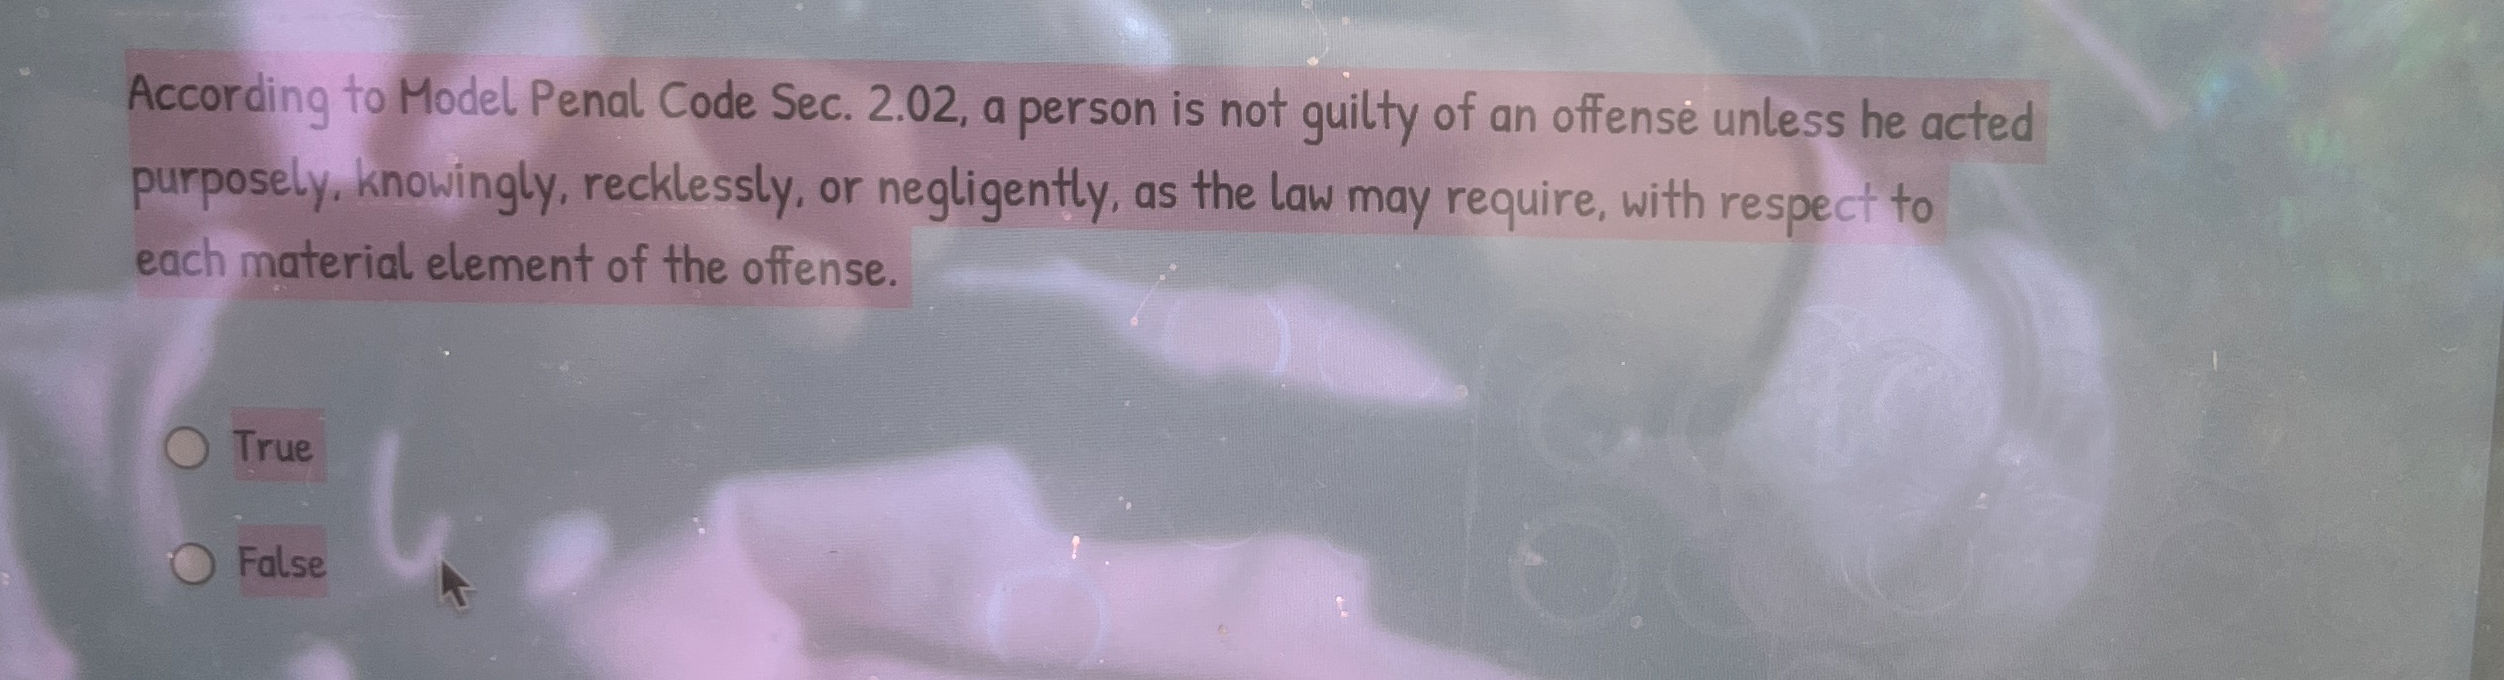 According to Model Penal Code Sec. 2.02, a person is not guilty of an offense unless he acted
purposely, knowingly, recklessly, or negligently, as the law may require, with respect to
each material element of the offense.
True
False